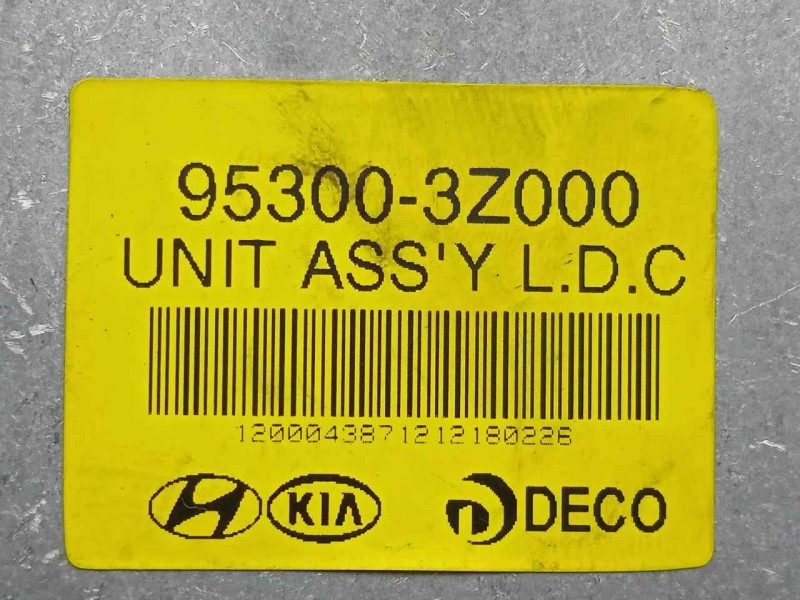 95300-3Z000
UNIT ASS'Y L.D.C
1200043871212180226
KIA DECO